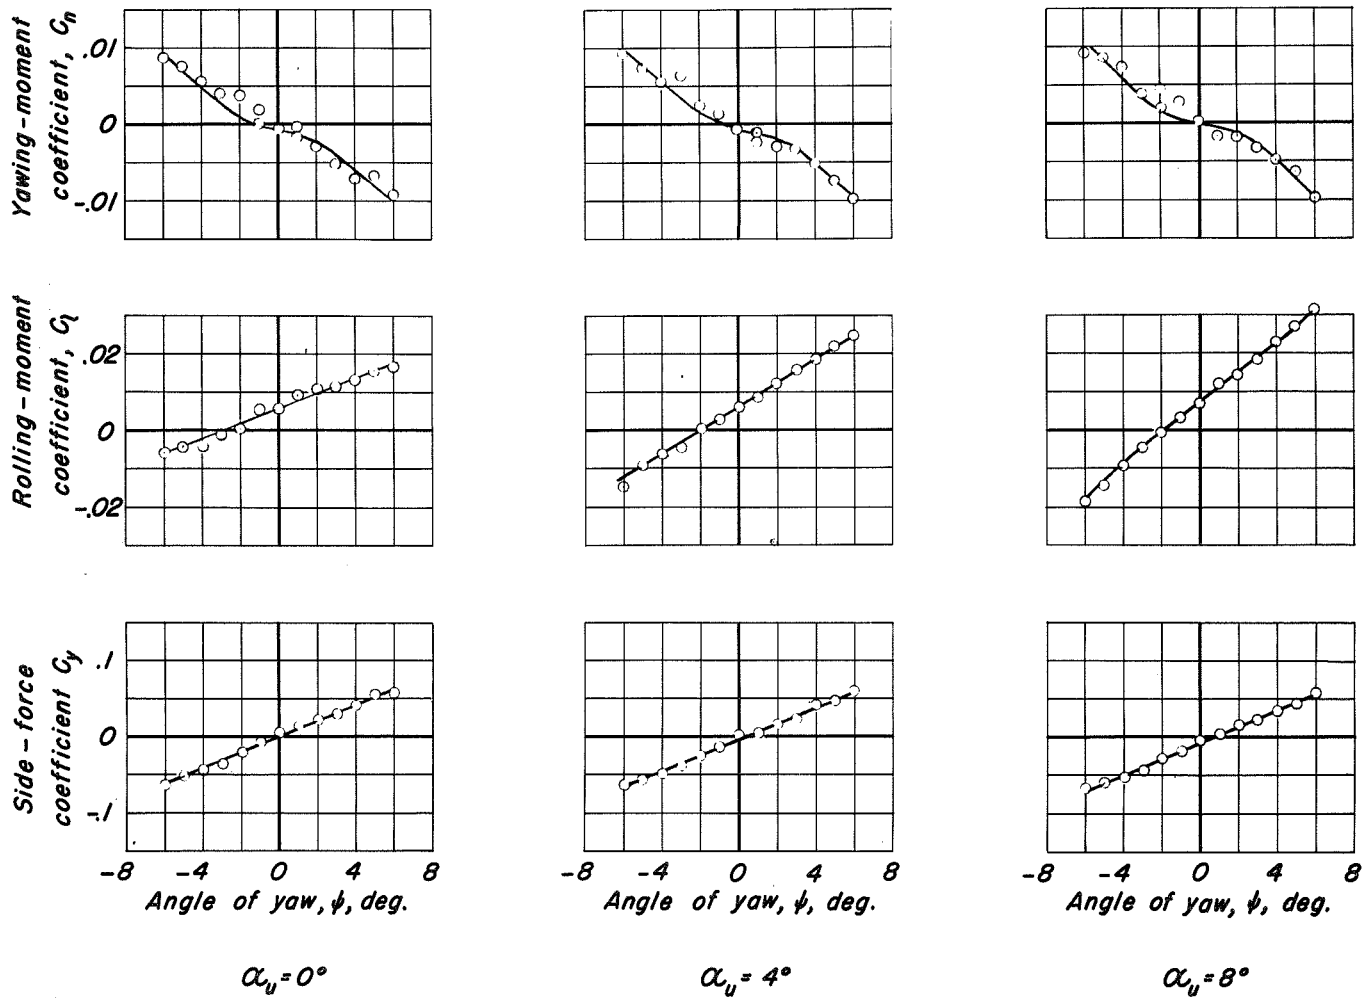 Yawing-moment
coefficient, Cn
.01
0
-.01
Rolling-moment
coefficient, Cl
.02
0
-.02
Side-force
coefficient Cy
.1
0
-.1
-8 -4 0 4 8
-8 -4 0 4 8
-8 -4 0 4 8
Angle of yaw, ψ, deg.
Angle of yaw, ψ, deg.
Angle of yaw, ψ, deg.
αu=0°
αu=4°
αu=8°